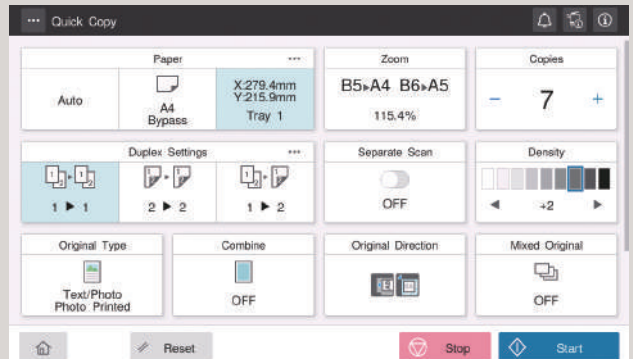 Quick Copy
Paper
Auto
A4
Bypass
X:279.4mm
Y:215.9mm
Tray 1
Zoom
B5▸A4 B6▸A5
115.4%
Copies
− 7 +
Duplex Settings
1 ▶ 1
2 ▶ 2
1 ▶ 2
Separate Scan
OFF
Density
◀ +2 ▶
Original Type
Text/Photo
Photo Printed
Combine
OFF
Original Direction
Mixed Original
OFF
Reset
Stop
Start